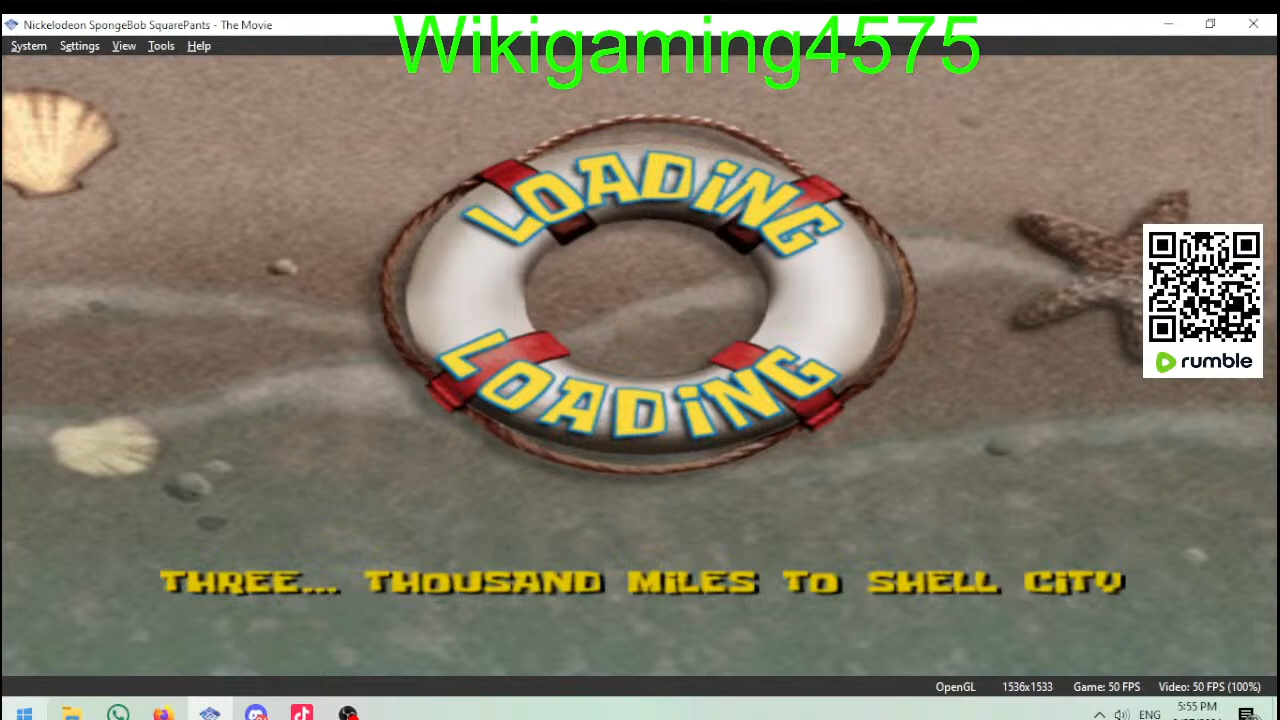 Nickelodeon SpongeBob SquarePants - The Movie
Wikigaming4575
System Settings View Tools Help
LOADiNG
rumble
LOADiNG
THREE... THOUSAND MiLES TO SHELL CiTY
OpenGL 1536x1533 Game: 50 FPS Video: 50 FPS (100%)
ENG 5:55 PM